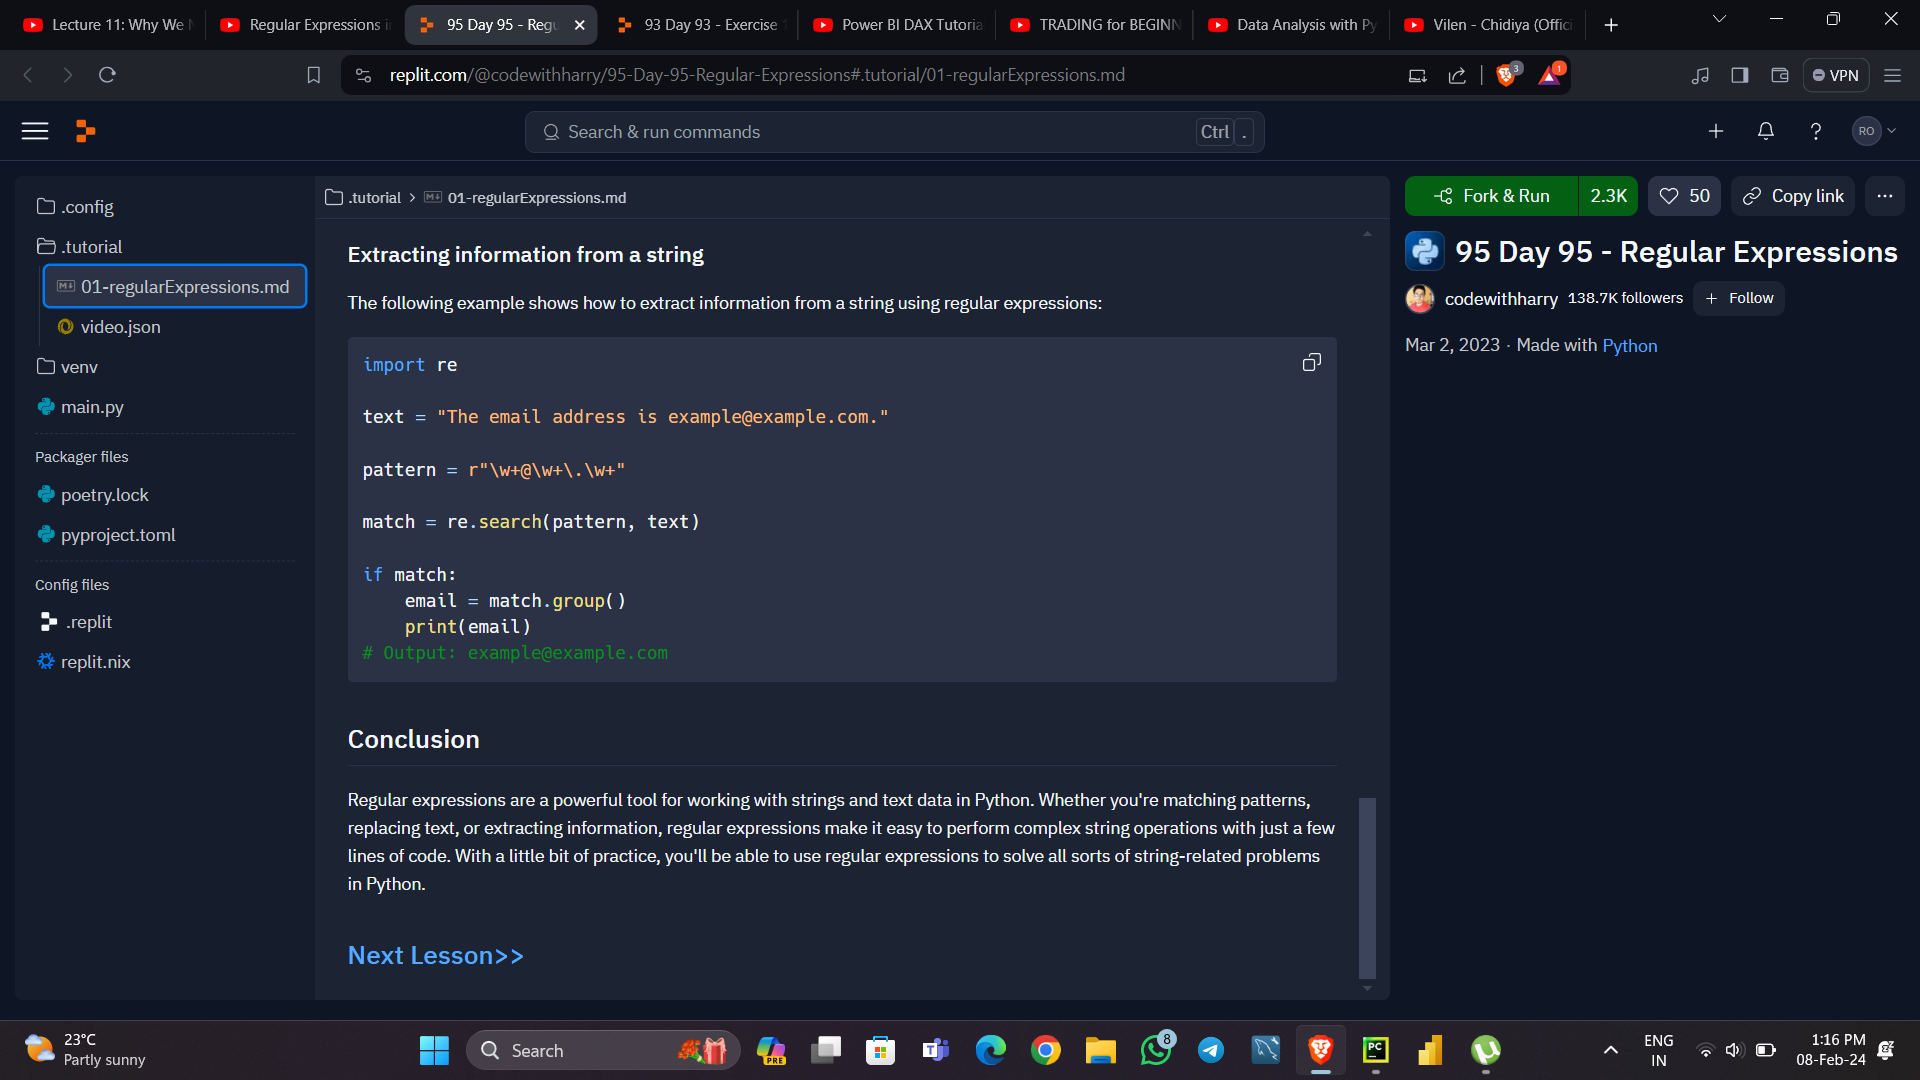 Lecture 11: Why We
Regular Expressions i
95 Day 95 - Regu
93 Day 93 - Exercise
Power BI DAX Tutoria
TRADING for BEGINN
Data Analysis with Py
Vilen - Chidiya (Offic
replit.com/@codewithharry/95-Day-95-Regular-Expressions#.tutorial/01-regularExpressions.md
3
1
VPN
Search & run commands
Ctrl .
RO
.config
.tutorial
01-regularExpressions.md
video.json
venv
main.py
Packager files
poetry.lock
pyproject.toml
Config files
.replit
replit.nix
.tutorial > 01-regularExpressions.md
Extracting information from a string
The following example shows how to extract information from a string using regular expressions:
import re
text = "The email address is example@example.com."
pattern = r"\w+@\w+\.\w+"
match = re.search(pattern, text)
if match:
    email = match.group()
    print(email)
# Output: example@example.com
Conclusion
Regular expressions are a powerful tool for working with strings and text data in Python. Whether you're matching patterns,
replacing text, or extracting information, regular expressions make it easy to perform complex string operations with just a few
lines of code. With a little bit of practice, you'll be able to use regular expressions to solve all sorts of string-related problems
in Python.
Next Lesson>>
Fork & Run 2.3K
50
Copy link
95 Day 95 - Regular Expressions
codewithharry 138.7K followers + Follow
Mar 2, 2023 · Made with Python
23°C
Partly sunny
Search
PRE
8
PC
ENG
IN
1:16 PM
08-Feb-24